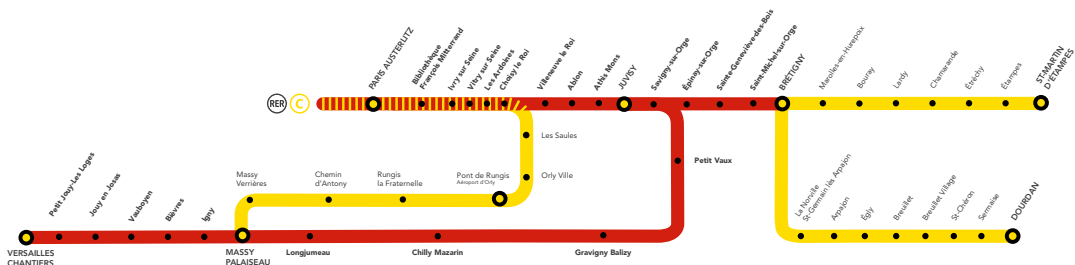 RER C
PARIS AUSTERLITZ
Bibliothèque
François Mitterrand
Ivry sur Seine
Vitry sur Seine
Les Ardoines
Choisy le Roi
Villeneuve le Roi
Ablon
Athis Mons
JUVISY
Savigny-sur-Orge
Épinay-sur-Orge
Sainte-Geneviève-des-Bois
Saint-Michel-sur-Orge
BRÉTIGNY
Marolles-en-Hurepoix
Bouray
Lardy
Chamarande
Étréchy
Étampes
ST-MARTIN
D'ÉTAMPES
Les Saules
Orly Ville
Petit Vaux
Massy
Verrières
Chemin
d'Antony
Rungis
la Fraternelle
Pont de Rungis
Aéroport d'Orly
La Norville
St-Germain lès Arpajon
Arpajon
Égly
Breuillet
Breuillet Village
St-Chéron
Sermaise
DOURDAN
Petit Jouy-Les Loges
Jouy en Josas
Vauboyen
Bièvres
Igny
VERSAILLES
CHANTIERS
MASSY
PALAISEAU
Longjumeau
Chilly Mazarin
Gravigny Balizy